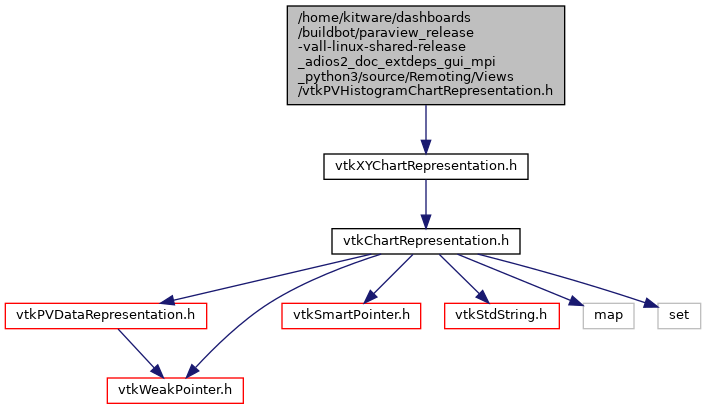 /home/kitware/dashboards
/buildbot/paraview_release
-vall-linux-shared-release
_adios2_doc_extdeps_gui_mpi
_python3/source/Remoting/Views
/vtkPVHistogramChartRepresentation.h
vtkXYChartRepresentation.h
vtkChartRepresentation.h
vtkPVDataRepresentation.h
vtkSmartPointer.h
vtkStdString.h
map
set
vtkWeakPointer.h